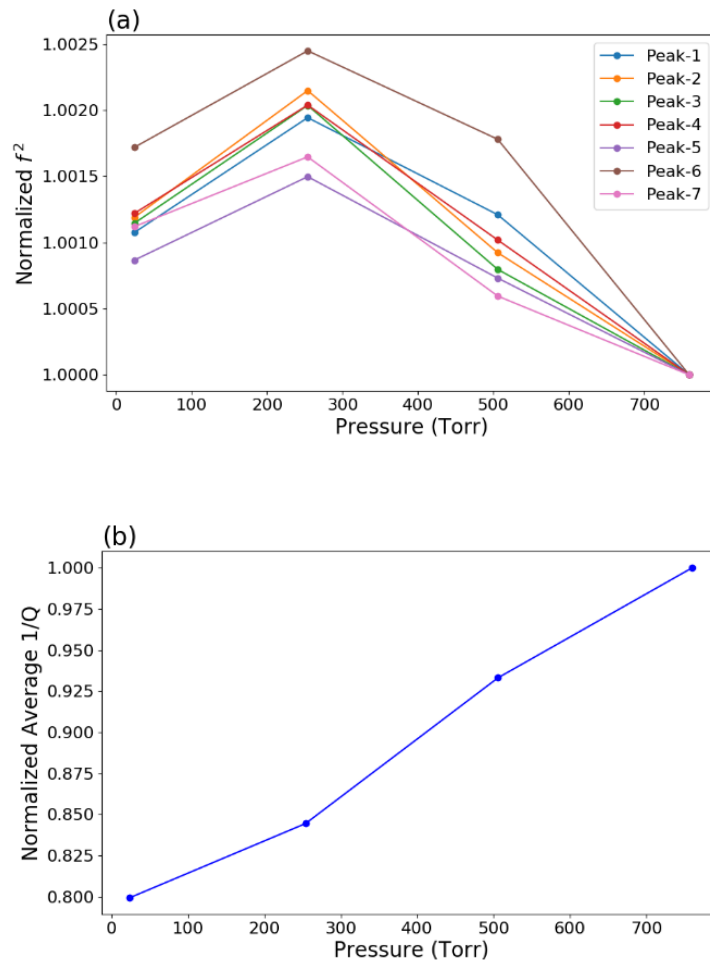 (a)
1.0025
1.0020
1.0015
1.0010
1.0005
1.0000
Normalized f²
Peak-1
Peak-2
Peak-3
Peak-4
Peak-5
Peak-6
Peak-7
0 100 200 300 400 500 600 700
Pressure (Torr)
(b)
1.000
0.975
0.950
0.925
0.900
0.875
0.850
0.825
0.800
Normalized Average 1/Q
0 100 200 300 400 500 600 700
Pressure (Torr)